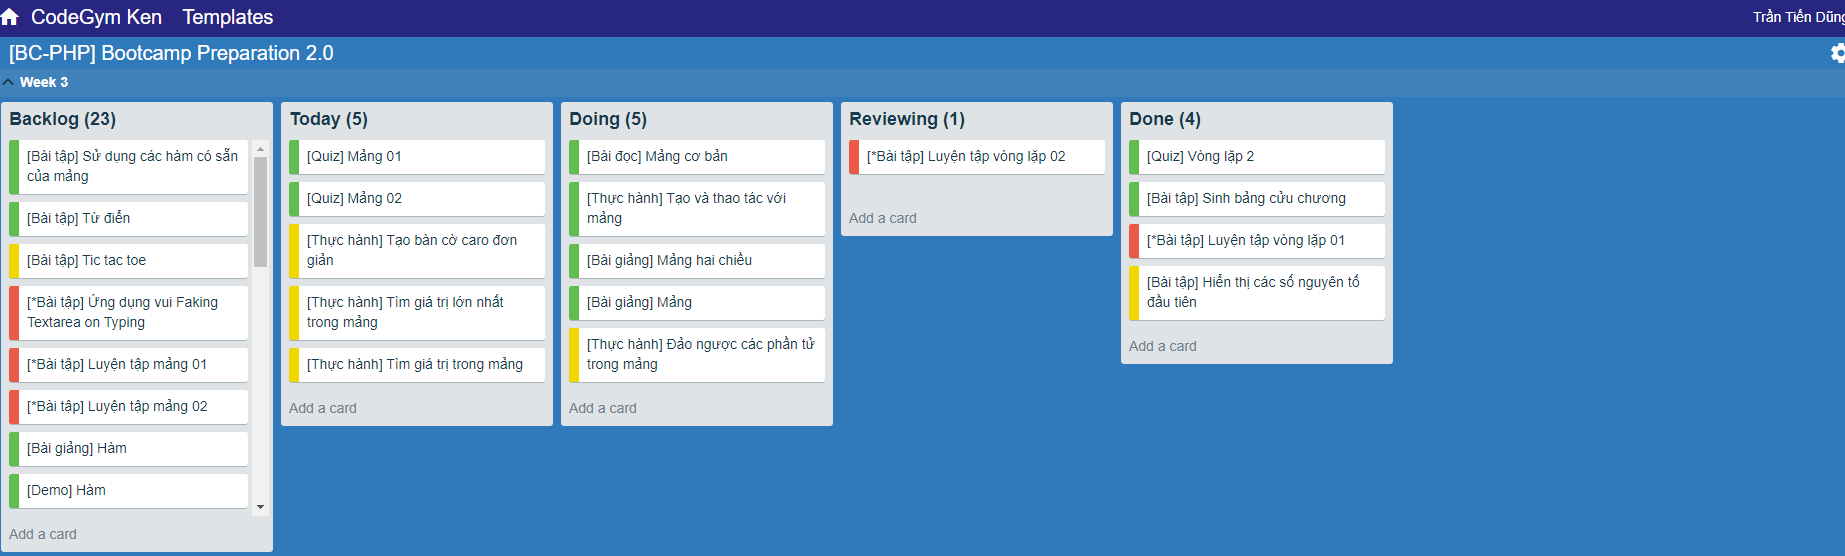 CodeGym Ken Templates
Trần Tiến Dũng
[BC-PHP] Bootcamp Preparation 2.0
Week 3
Backlog (23)
[Bài tập] Sử dụng các hàm có sẵn
của mảng
[Bài tập] Từ điển
[Bài tập] Tic tac toe
[*Bài tập] Ứng dụng vui Faking
Textarea on Typing
[*Bài tập] Luyện tập mảng 01
[*Bài tập] Luyện tập mảng 02
[Bài giảng] Hàm
[Demo] Hàm
Add a card
Today (5)
[Quiz] Mảng 01
[Quiz] Mảng 02
[Thực hành] Tạo bàn cờ caro đơn
giản
[Thực hành] Tìm giá trị lớn nhất
trong mảng
[Thực hành] Tìm giá trị trong mảng
Add a card
Doing (5)
[Bài đọc] Mảng cơ bản
[Thực hành] Tạo và thao tác với
mảng
[Bài giảng] Mảng hai chiều
[Bài giảng] Mảng
[Thực hành] Đảo ngược các phần tử
trong mảng
Add a card
Reviewing (1)
[*Bài tập] Luyện tập vòng lặp 02
Add a card
Done (4)
[Quiz] Vòng lặp 2
[Bài tập] Sinh bảng cửu chương
[*Bài tập] Luyện tập vòng lặp 01
[Bài tập] Hiển thị các số nguyên tố
đầu tiên
Add a card